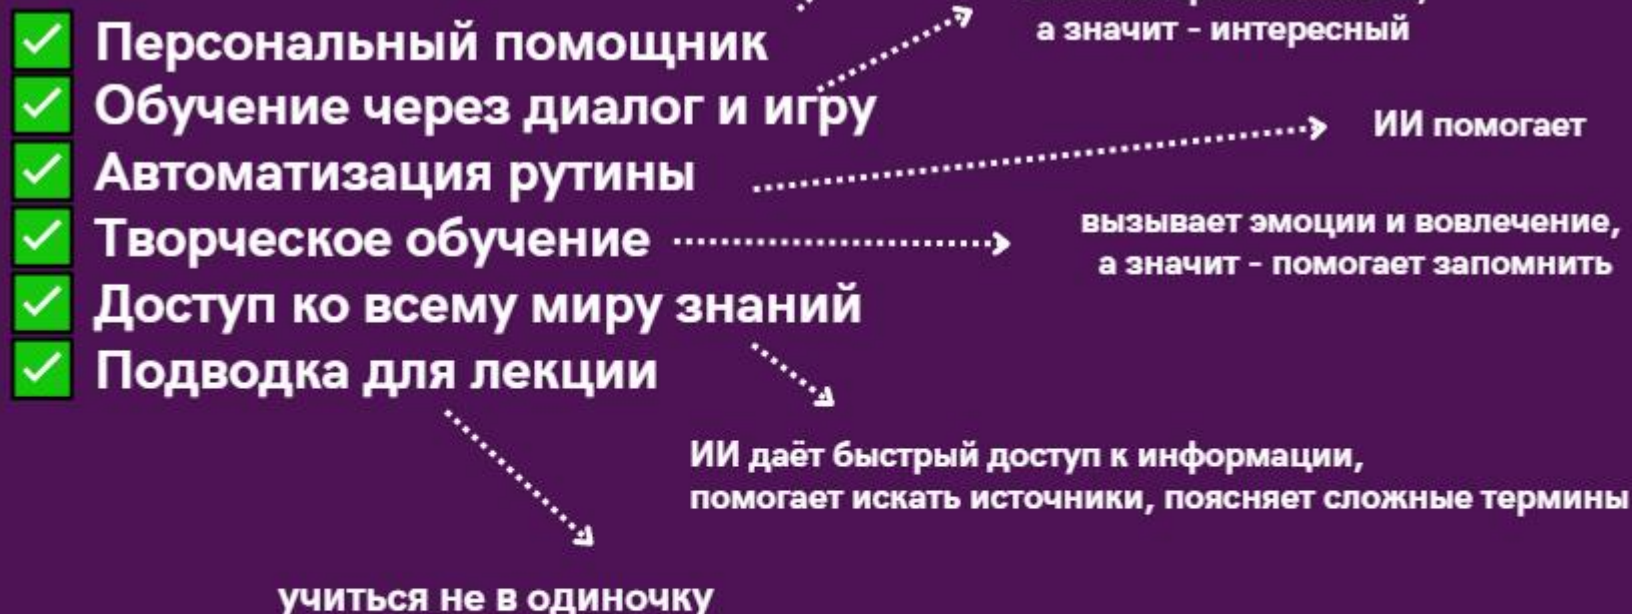 а значит - интересный
Персональный помощник
Обучение через диалог и игру
ИИ помогает
Автоматизация рутины
Творческое обучение
вызывает эмоции и вовлечение,
а значит - помогает запомнить
Доступ ко всему миру знаний
Подводка для лекции
ИИ даёт быстрый доступ к информации,
помогает искать источники, поясняет сложные термины
учиться не в одиночку